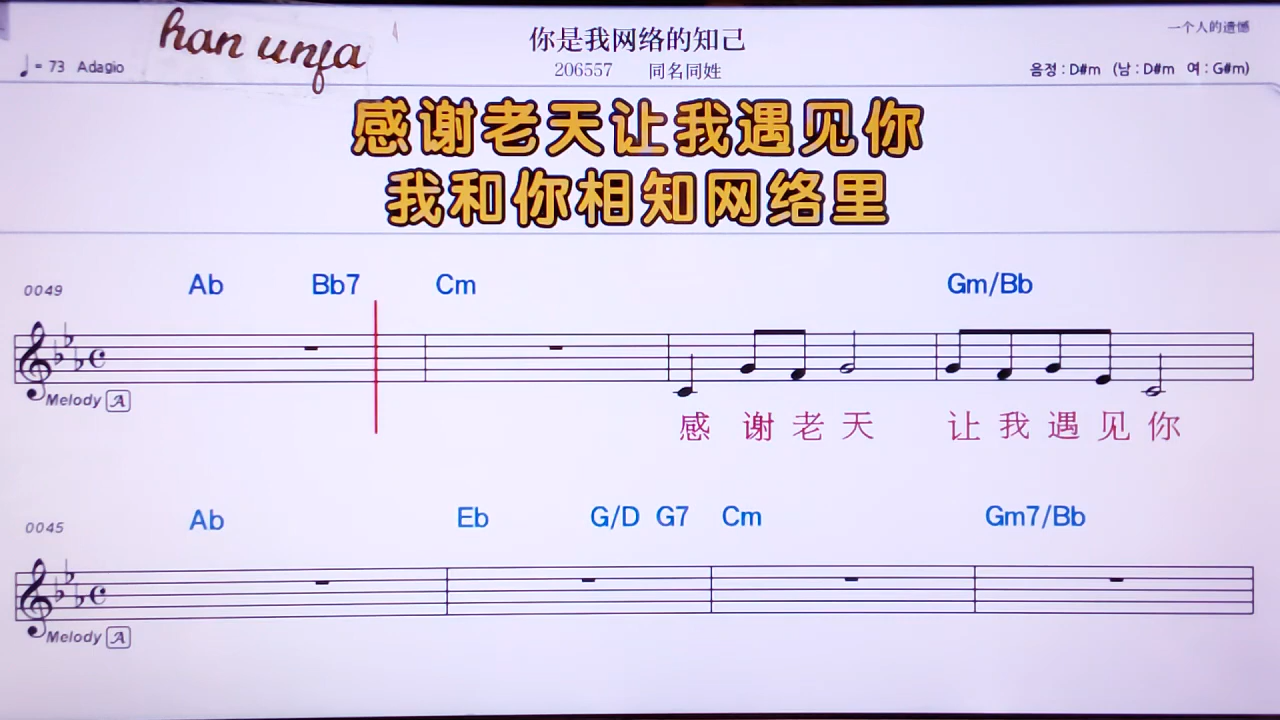 han unfa
你是我网络的知己
一个人的遗憾
♩= 73 Adagio
206557 同名同姓
음정 : D#m (남 : D#m 여 : G#m)
感谢老天让我遇见你
我和你相知网络里
0049 Ab Bb7 Cm Gm/Bb
Melody A
感 谢 老 天 让 我 遇 见 你
0045 Ab Eb G/D G7 Cm Gm7/Bb
Melody A